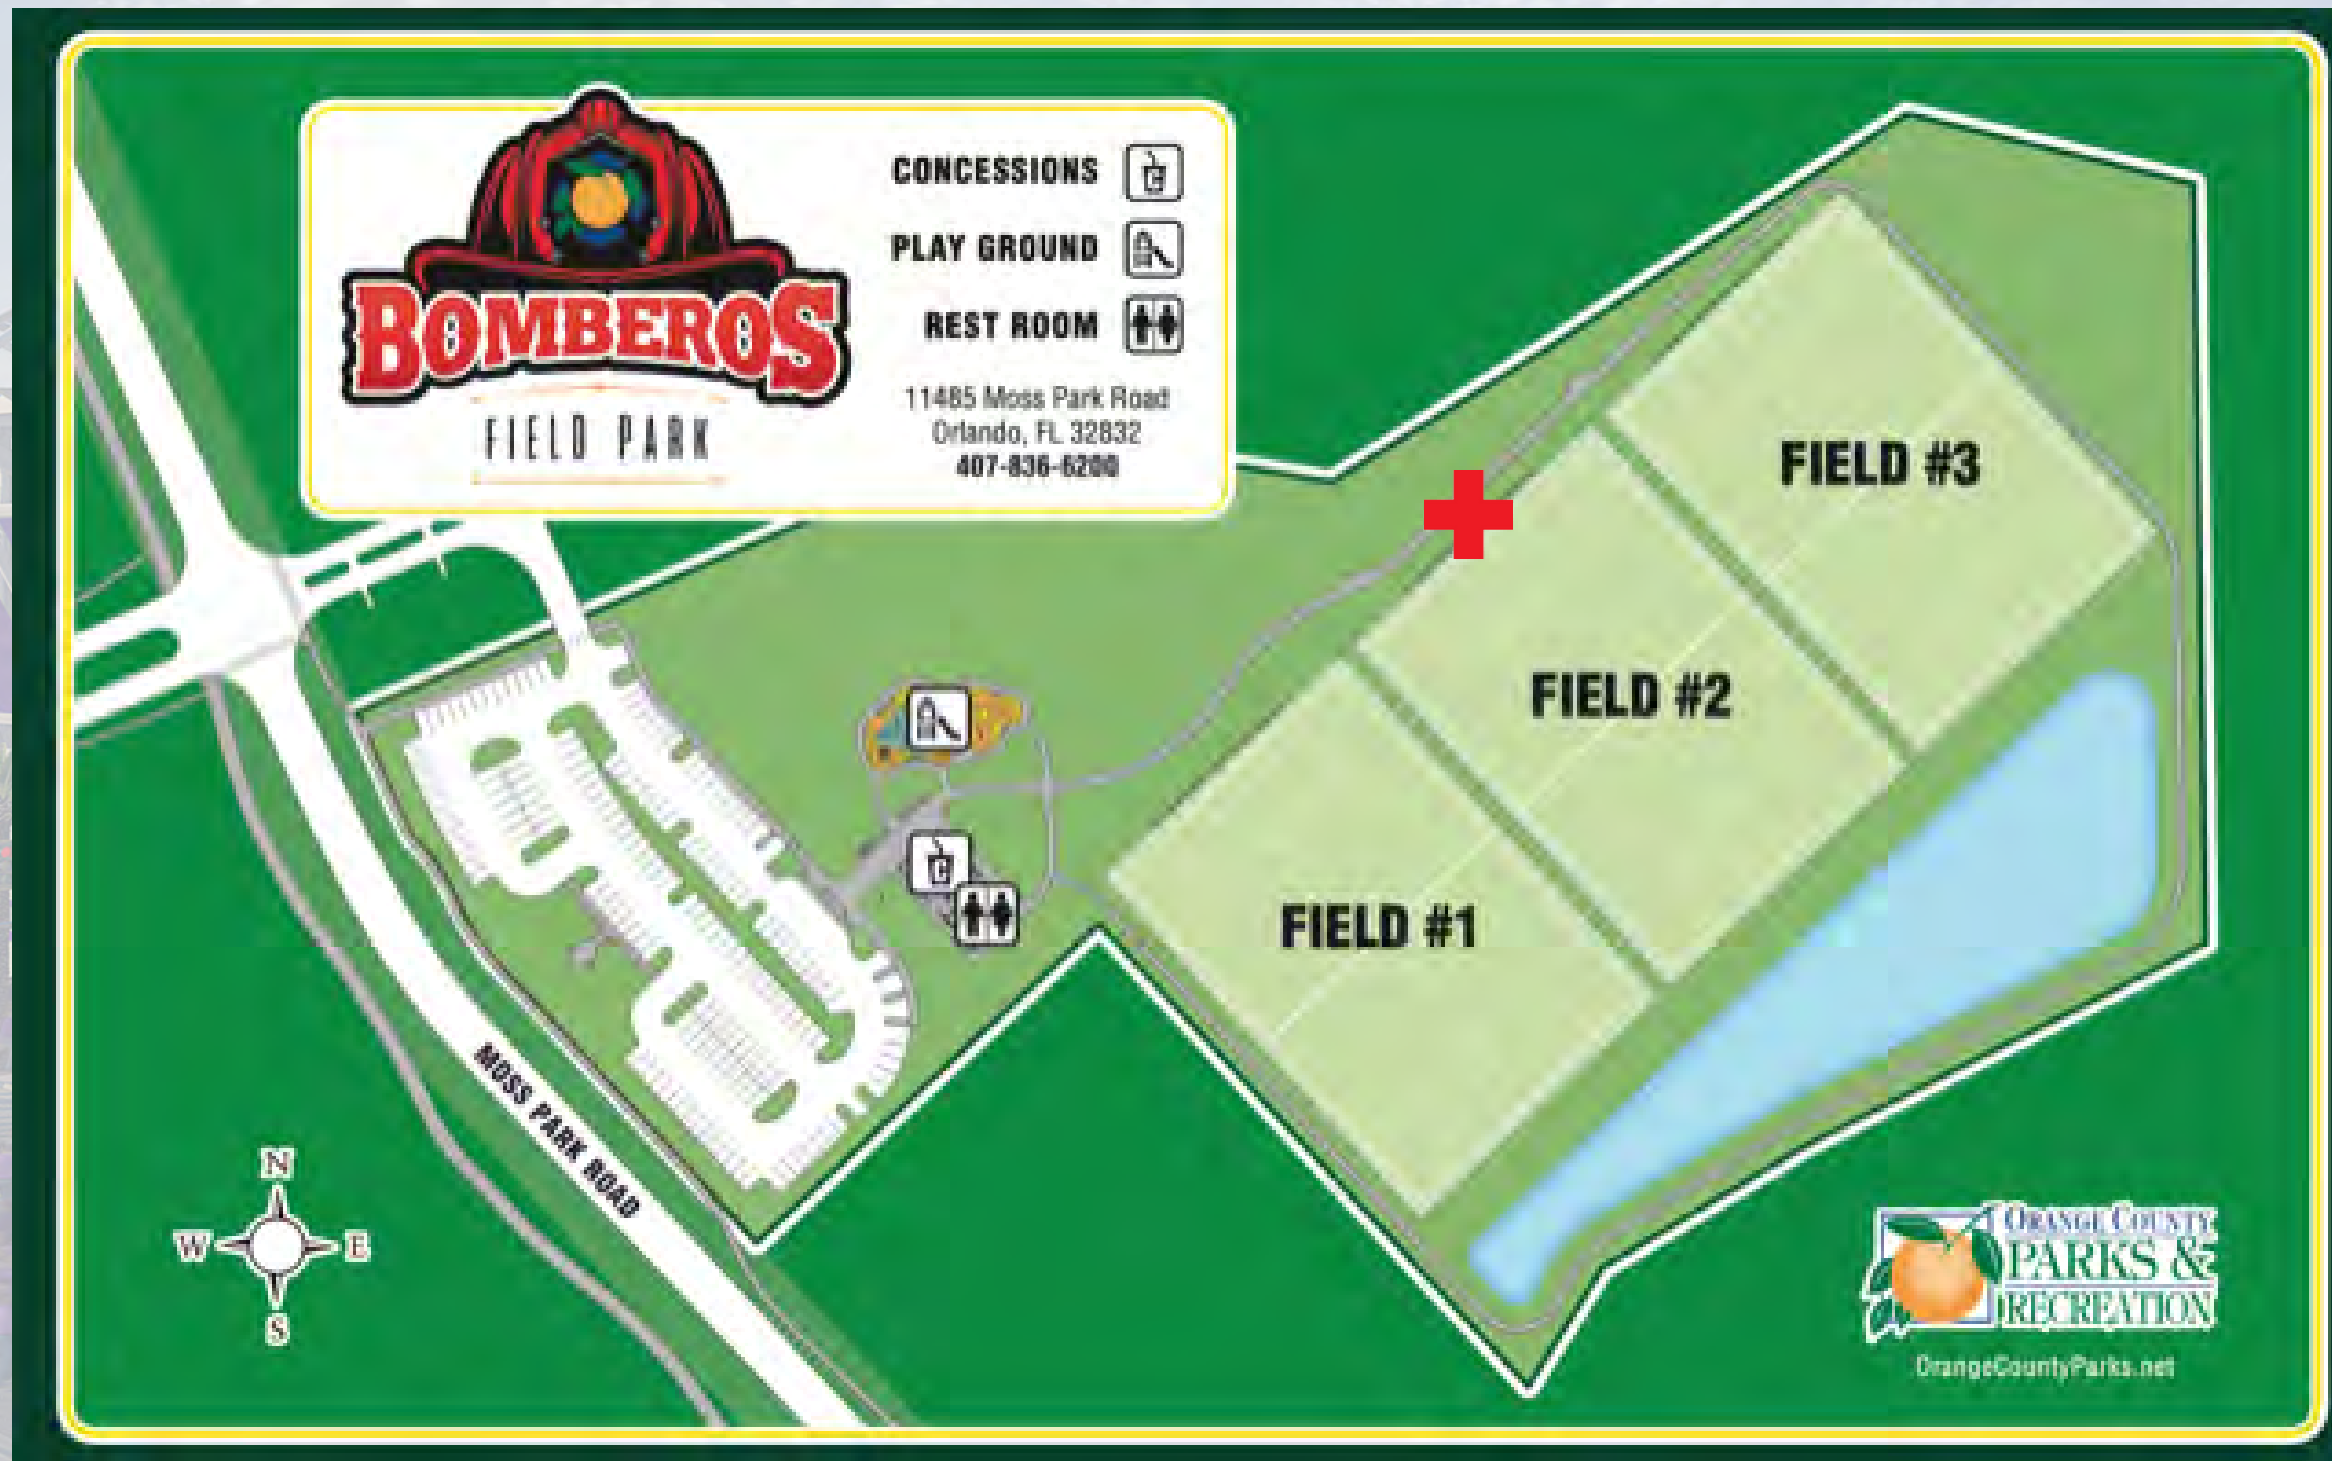 CONCESSIONS
PLAY GROUND
REST ROOM
BOMBEROS
FIELD PARK
11485 Moss Park Road
Orlando, FL 32832
407-836-6200
FIELD #3
FIELD #2
FIELD #1
MOSS PARK ROAD
N
W E
S
ORANGE COUNTY
PARKS &
RECREATION
OrangeCountyParks.net